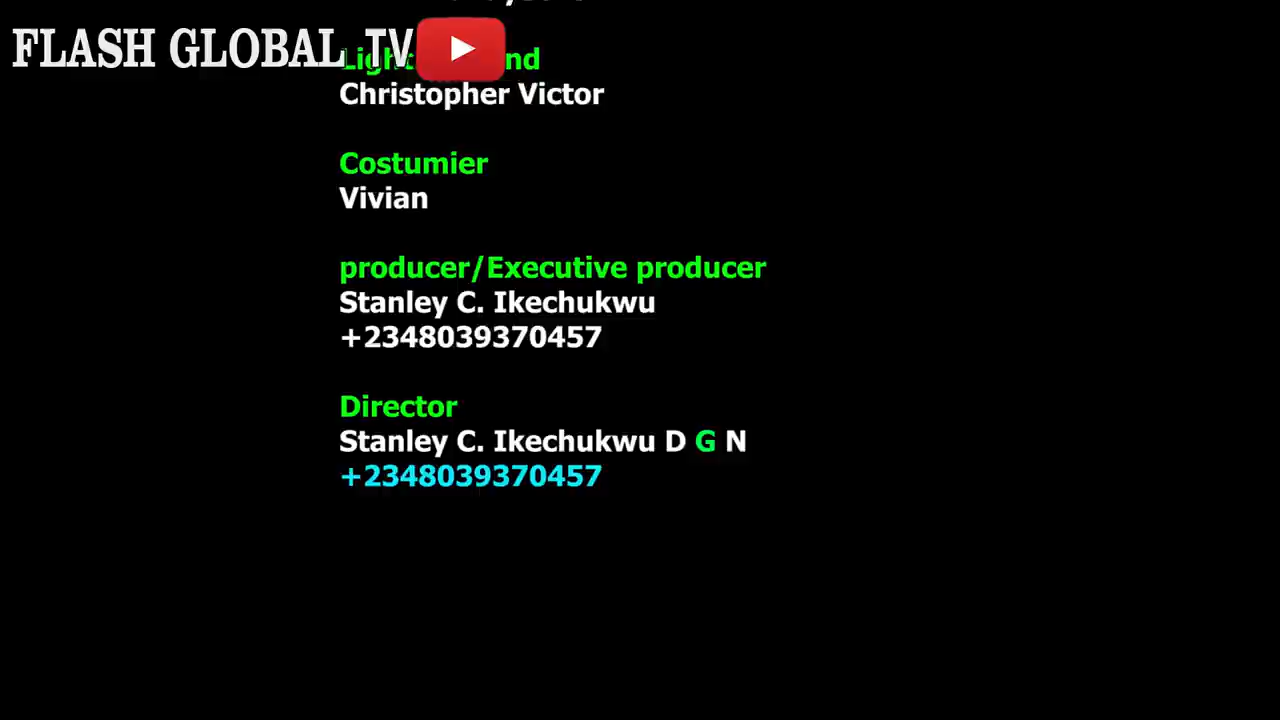 FLASH GLOBAL TV
Christopher Victor
Costumier
Vivian
producer/Executive producer
Stanley C. Ikechukwu
+2348039370457
Director
Stanley C. Ikechukwu D G N
+2348039370457